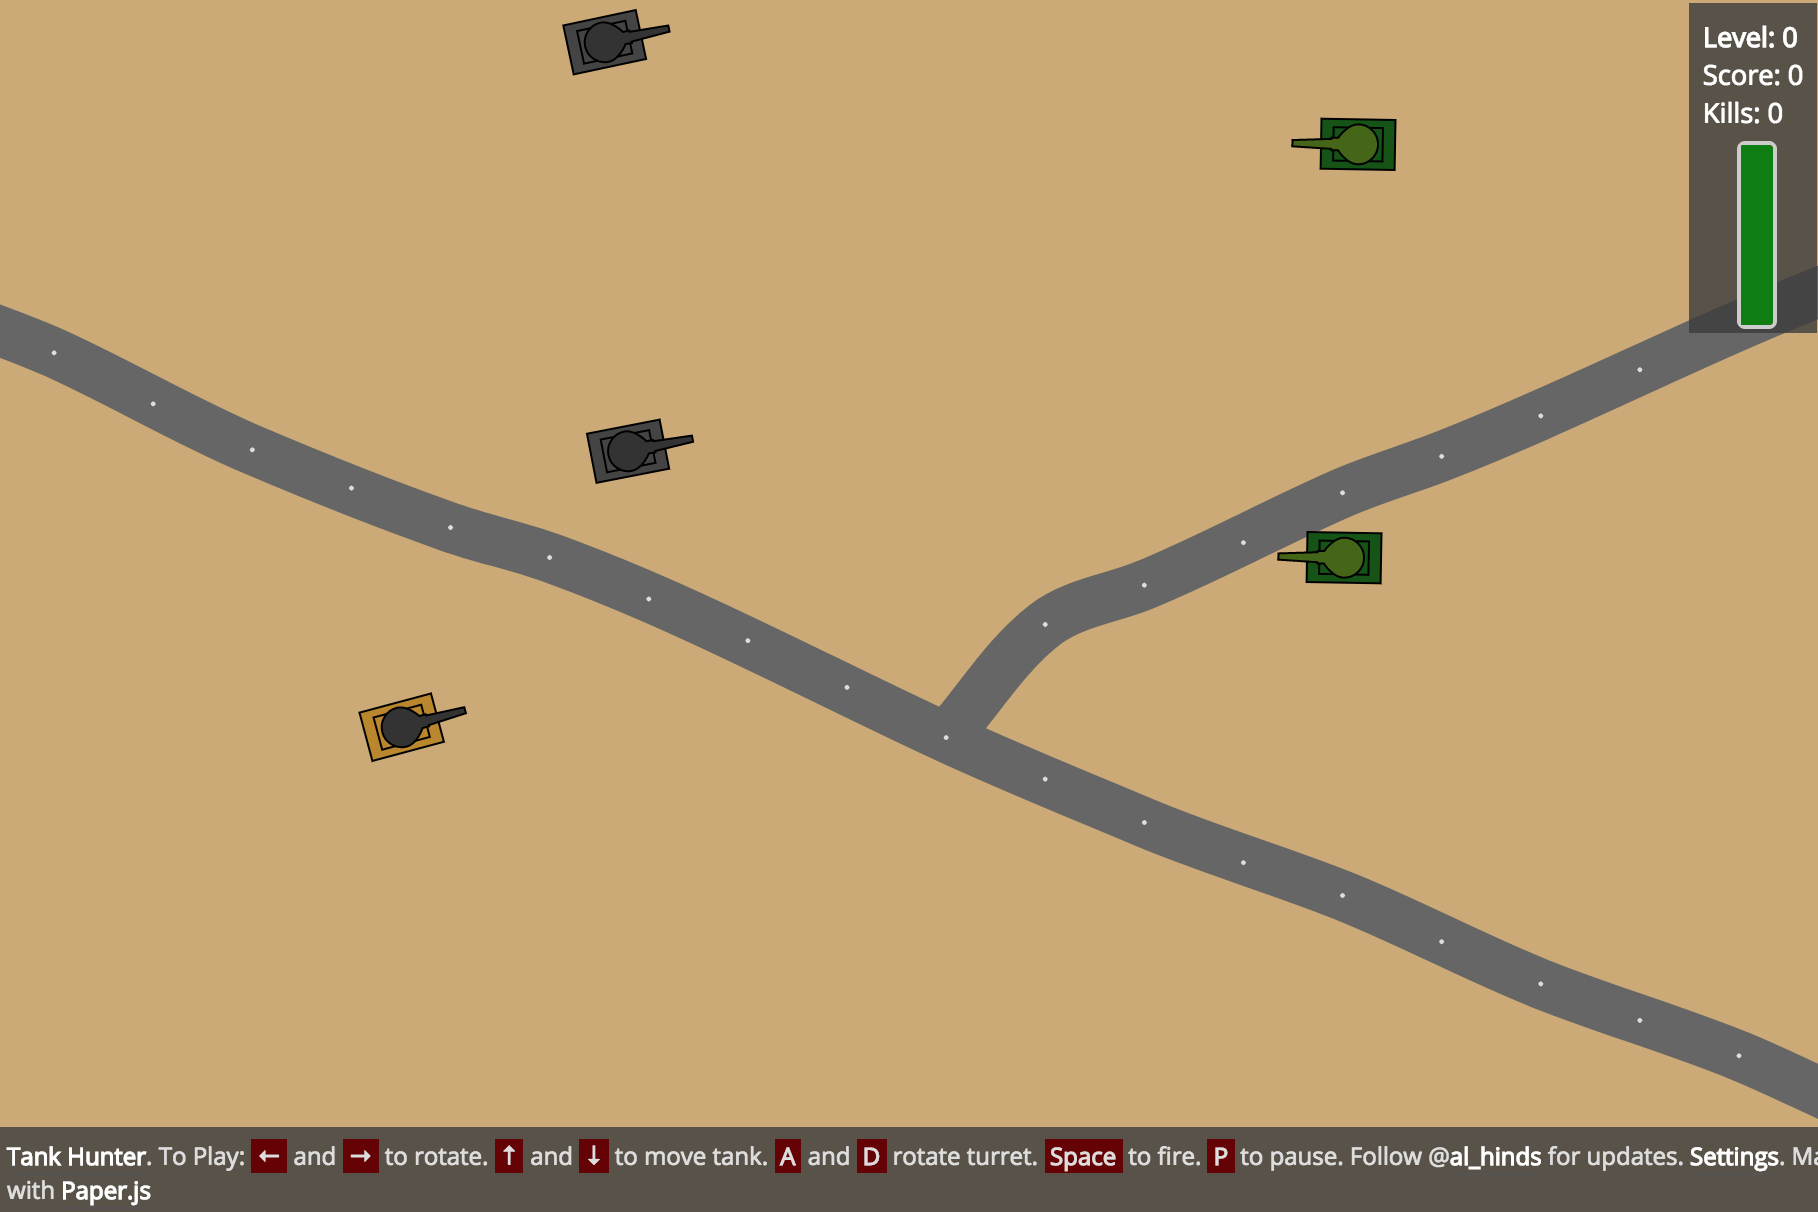 Level: 0
Score: 0
Kills: 0
Tank Hunter. To Play: ← and → to rotate. ↑ and ↓ to move tank. A and D rotate turret. Space to fire. P to pause. Follow @al_hinds for updates. Settings.
with Paper.js